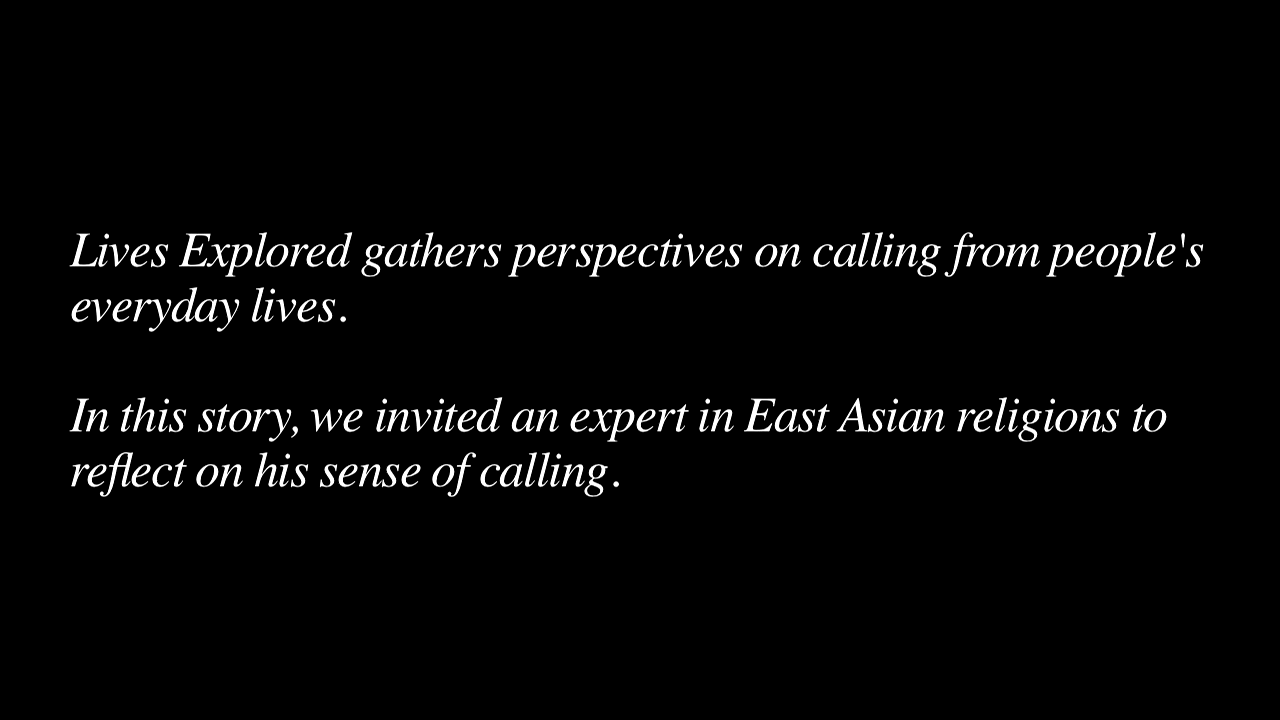 Lives Explored gathers perspectives on calling from people's
everyday lives.
In this story, we invited an expert in East Asian religions to
reflect on his sense of calling.